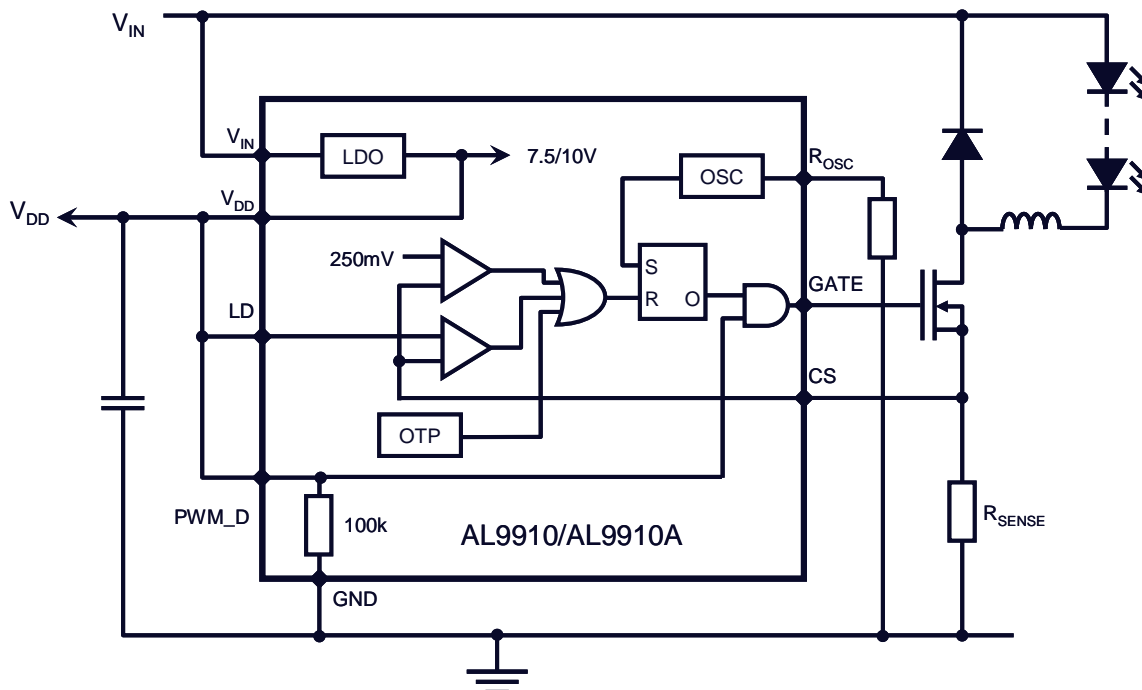 VIN
VIN
LDO
7.5/10V
OSC
ROSC
VDD
VDD
250mV
S
R
O
GATE
LD
CS
OTP
PWM_D
100k
AL9910/AL9910A
RSENSE
GND